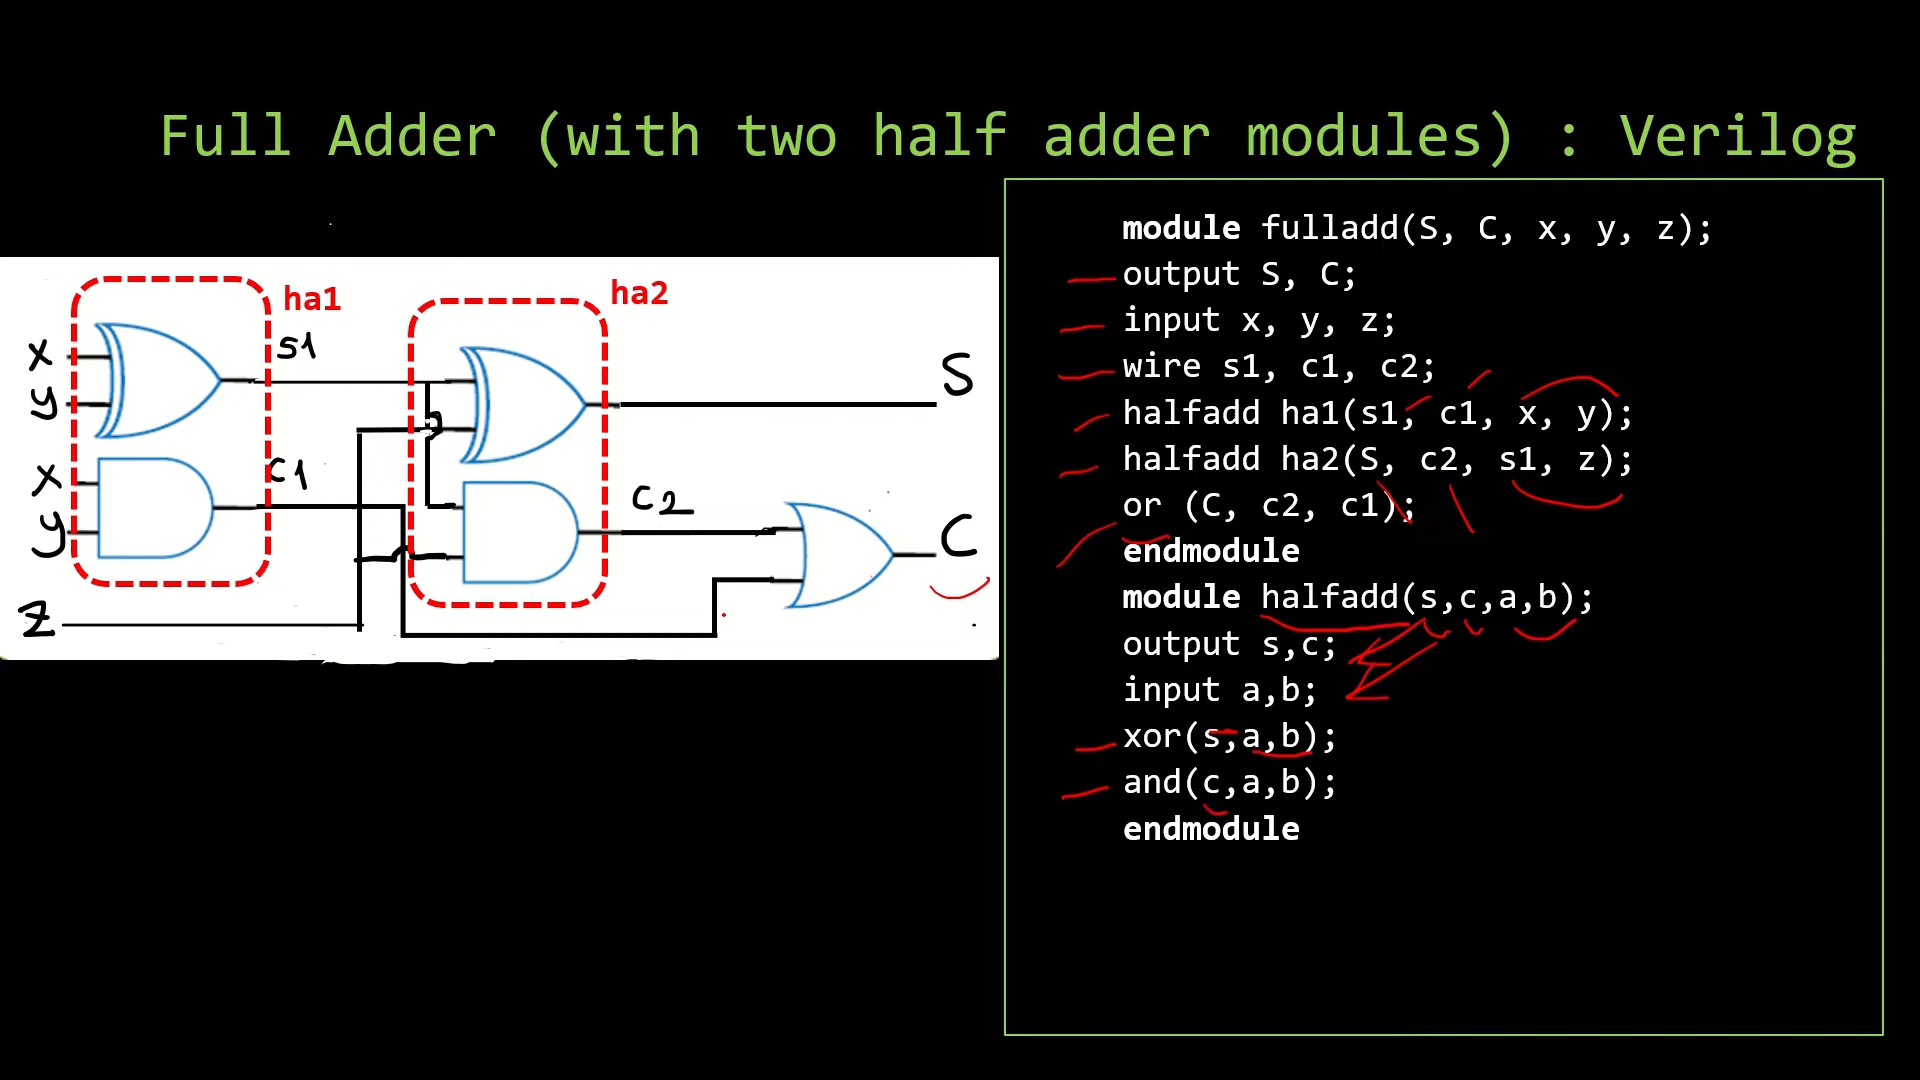 Full Adder (with two half adder modules) : Verilog
ha1
ha2
s1
x
y
S
x
c1
y
c2
C
z
module fulladd(S, C, x, y, z);
output S, C;
input x, y, z;
wire s1, c1, c2;
halfadd ha1(s1, c1, x, y);
halfadd ha2(S, c2, s1, z);
or (C, c2, c1);
endmodule
module halfadd(s,c,a,b);
output s,c;
input a,b;
xor(s,a,b);
and(c,a,b);
endmodule